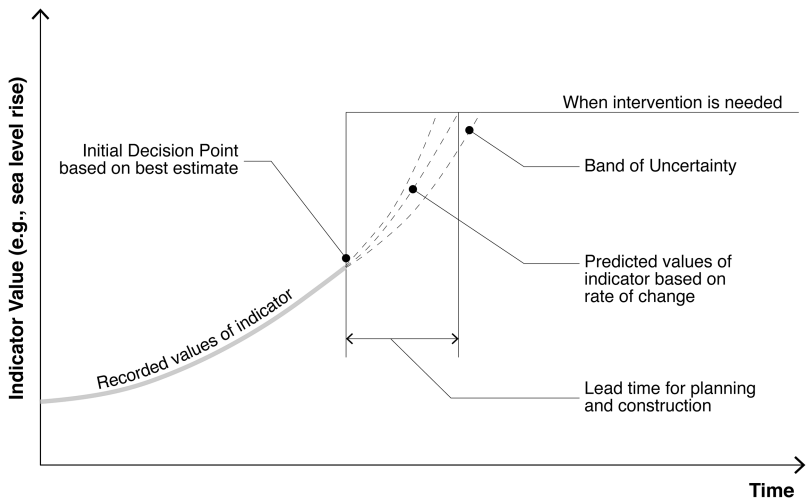 Indicator Value (e.g., sea level rise)
When intervention is needed
Initial Decision Point
based on best estimate
Band of Uncertainty
Predicted values of
indicator based on
rate of change
Recorded values of indicator
Lead time for planning
and construction
Time